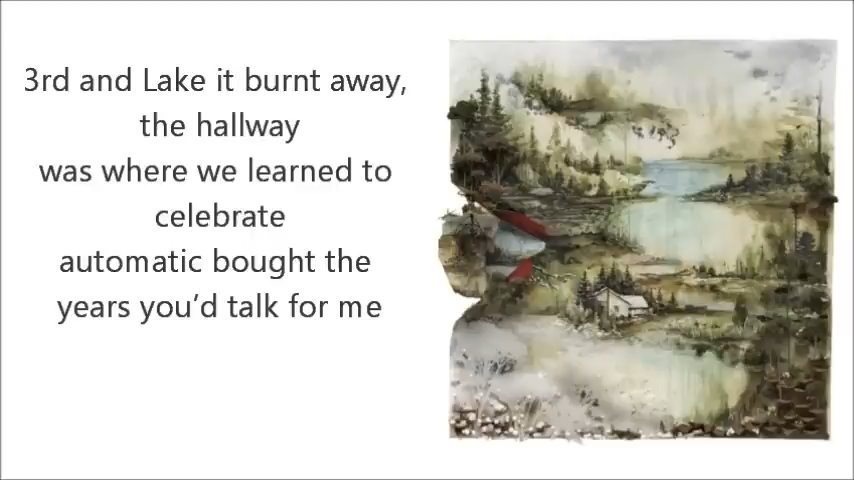 3rd and Lake it burnt away,
the hallway
was where we learned to
celebrate
automatic bought the
years you’d talk for me